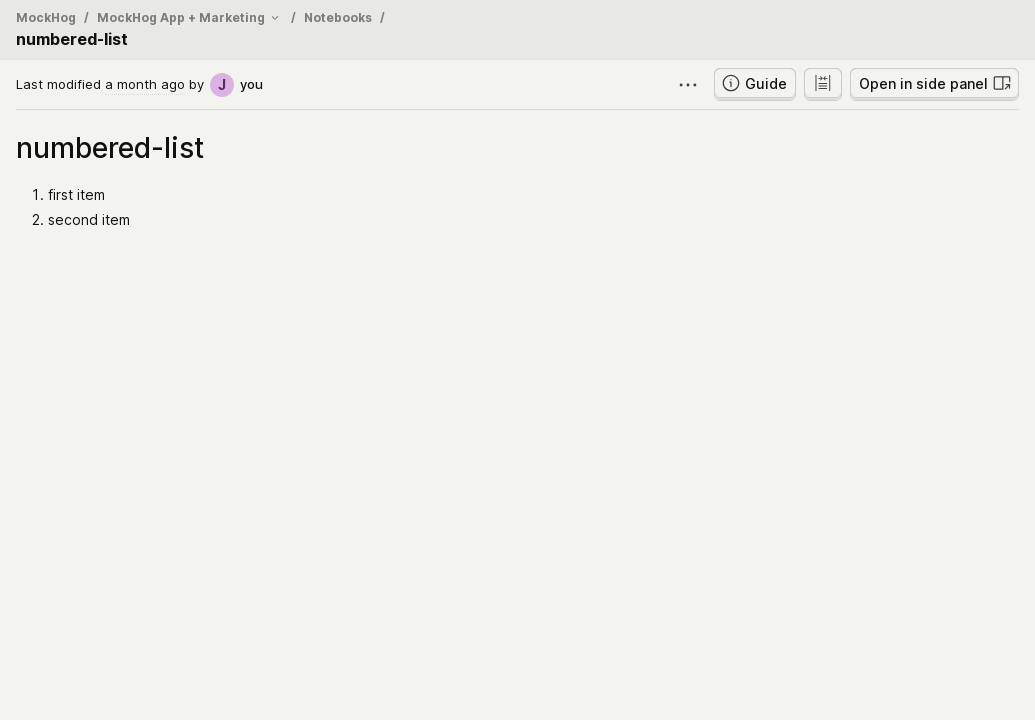 MockHog / MockHog App + Marketing / Notebooks /
numbered-list
Last modified a month ago by J you
Guide
Open in side panel
numbered-list
1. first item
2. second item